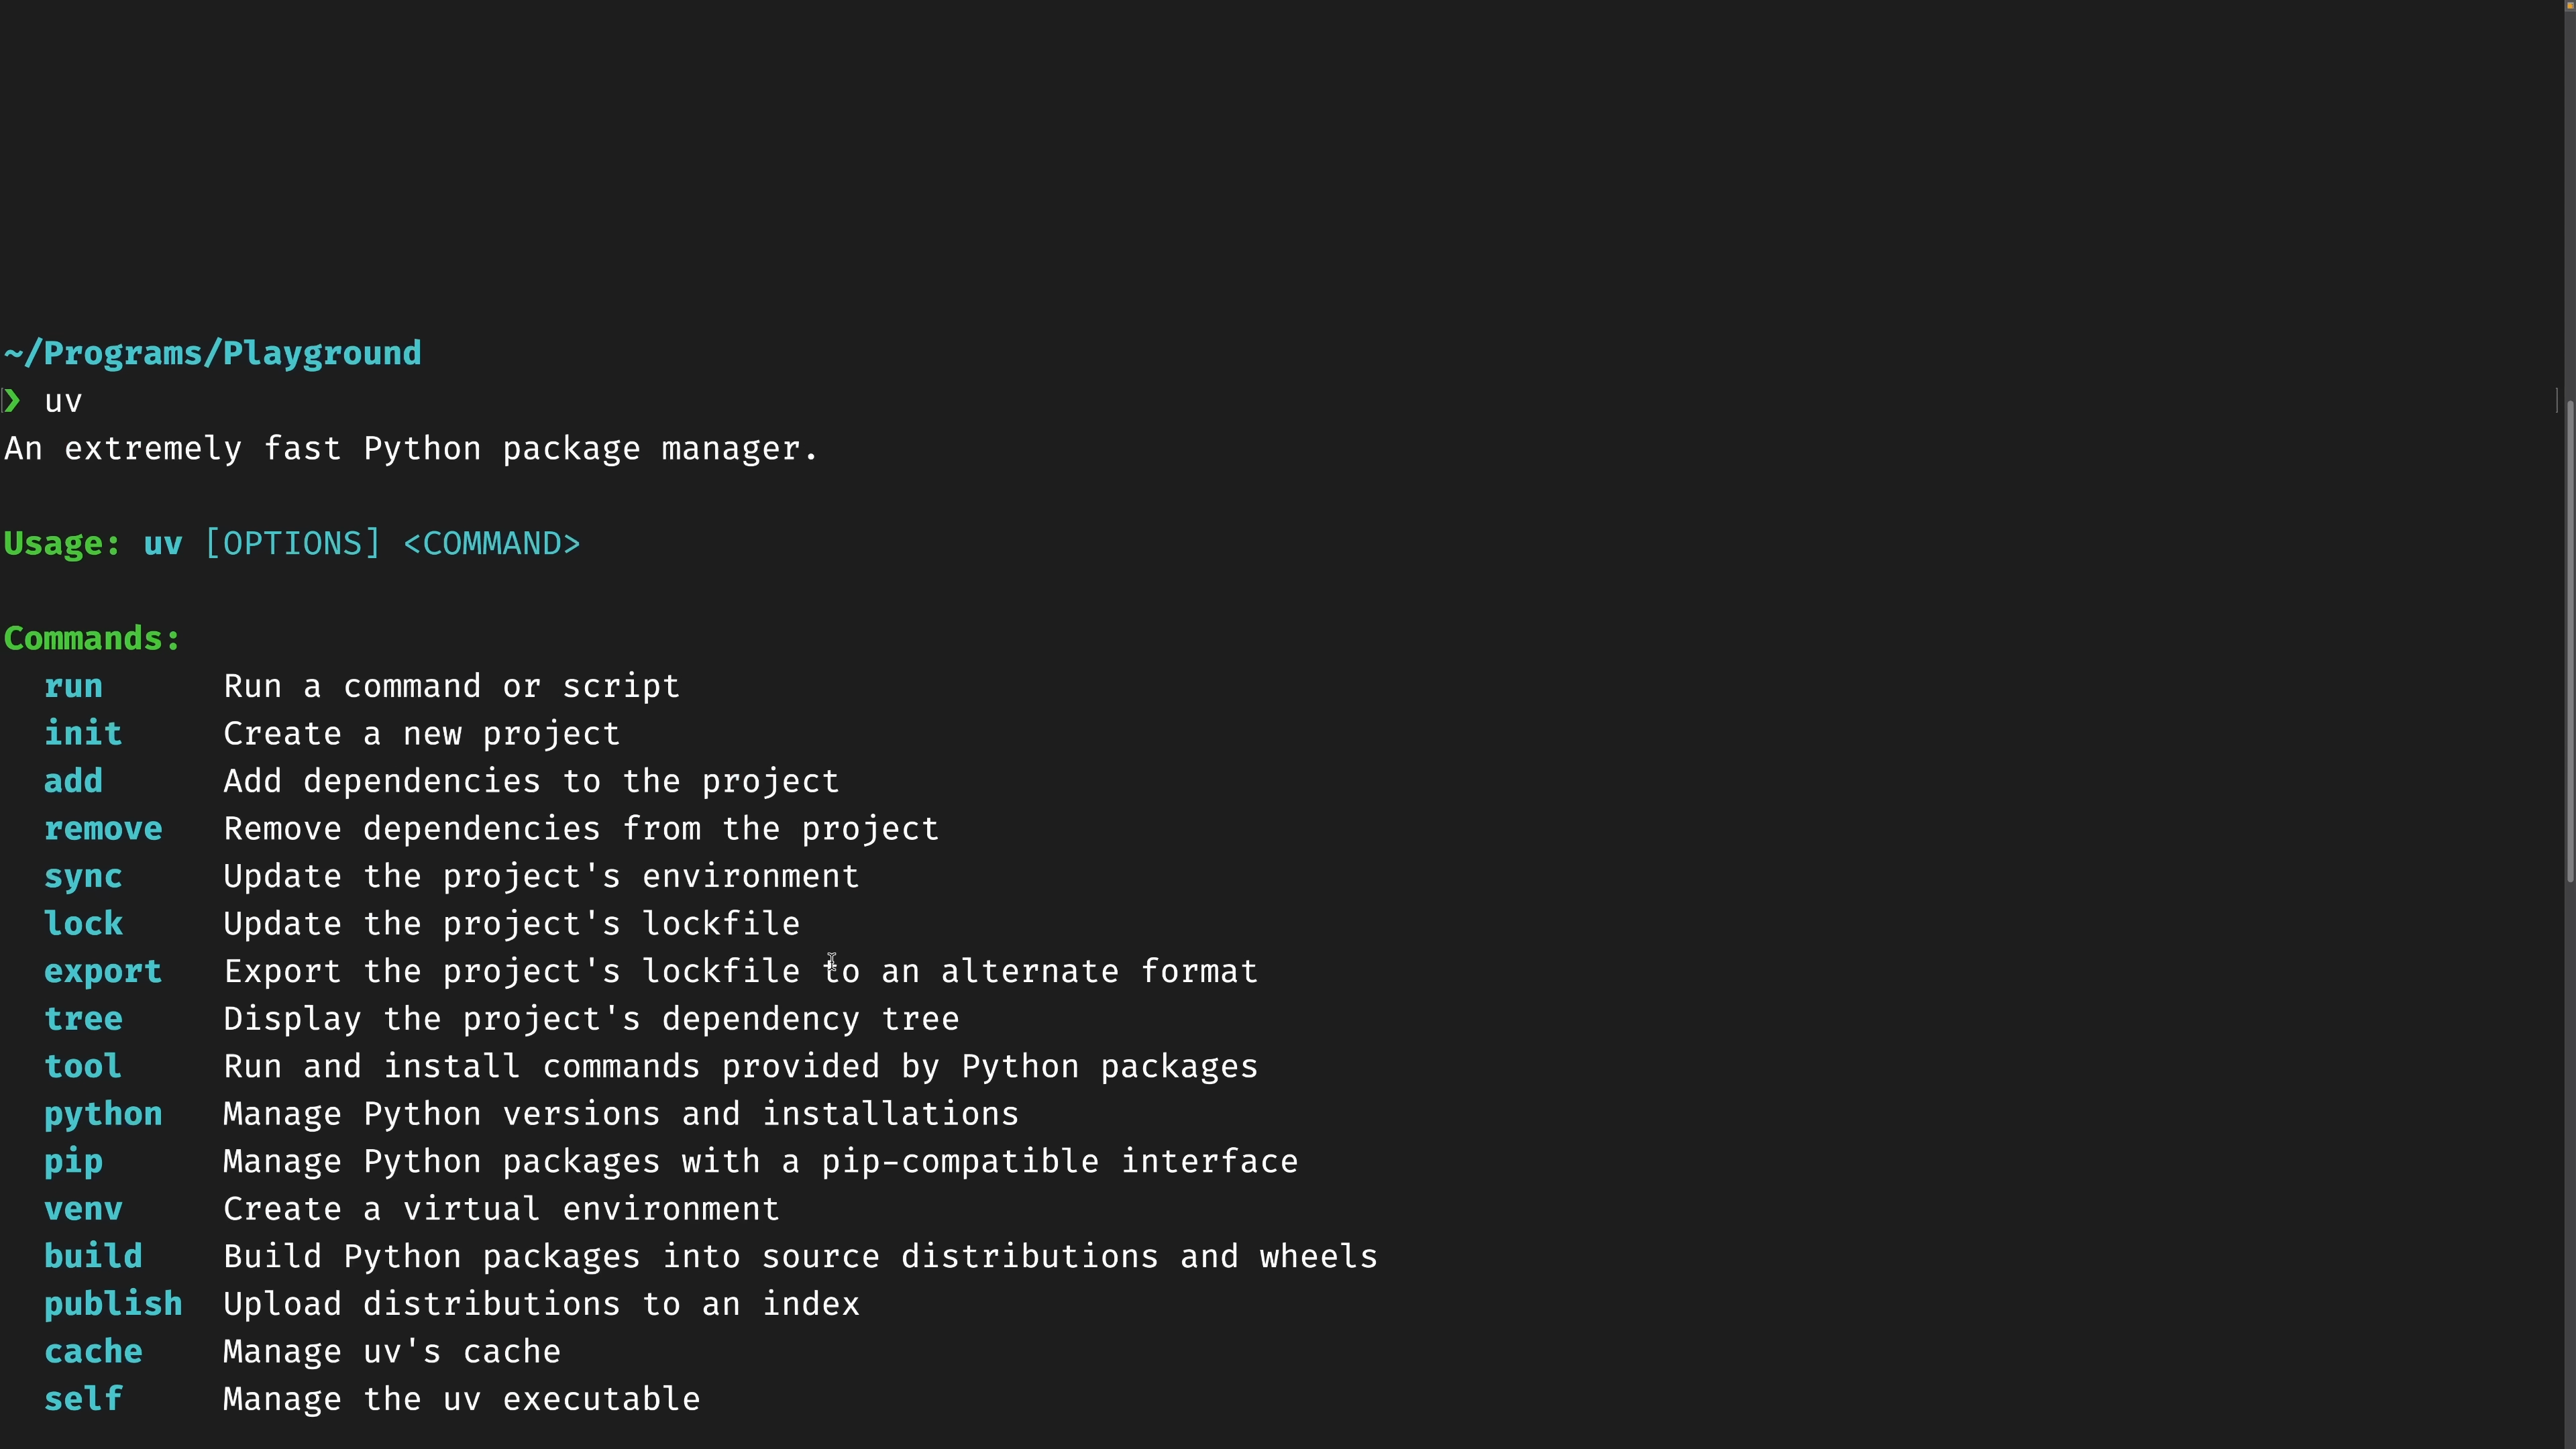 ~/Programs/Playground
❯ uv
An extremely fast Python package manager.
Usage: uv [OPTIONS] <COMMAND>
Commands:
run Run a command or script
init Create a new project
add Add dependencies to the project
remove Remove dependencies from the project
sync Update the project's environment
lock Update the project's lockfile
export Export the project's lockfile to an alternate format
tree Display the project's dependency tree
tool Run and install commands provided by Python packages
python Manage Python versions and installations
pip Manage Python packages with a pip-compatible interface
venv Create a virtual environment
build Build Python packages into source distributions and wheels
publish Upload distributions to an index
cache Manage uv's cache
self Manage the uv executable